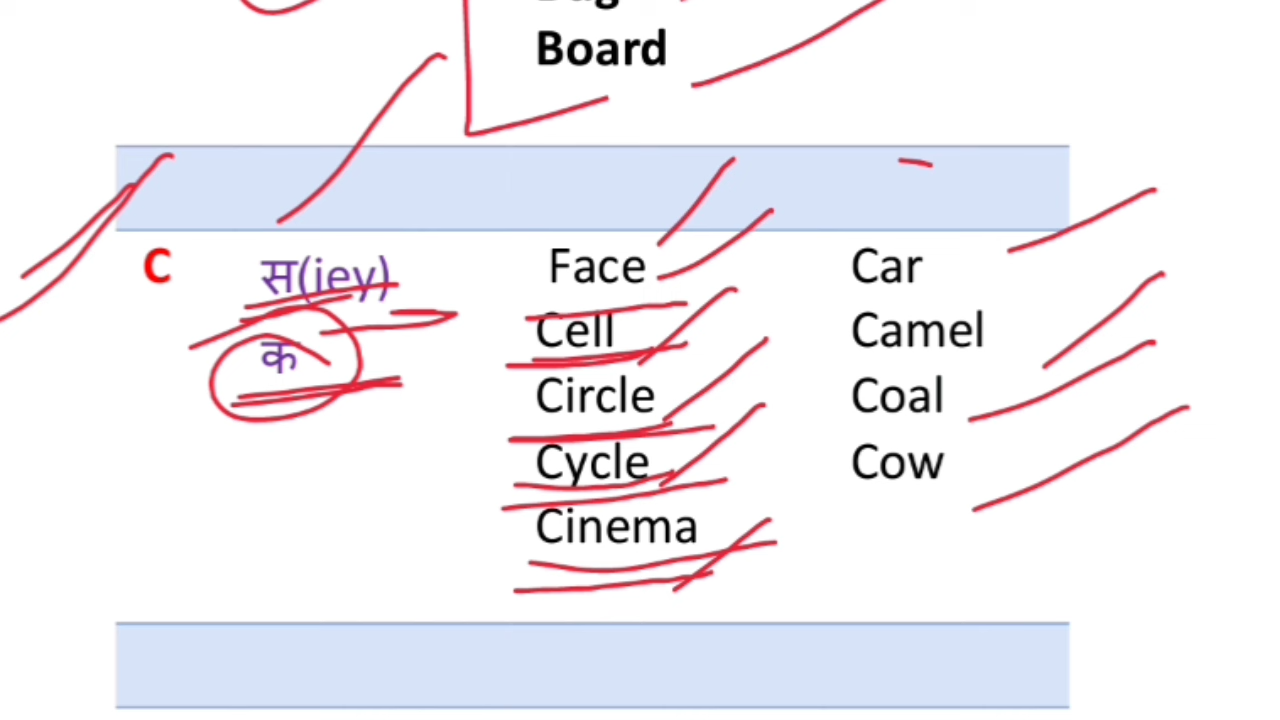 Board
C स(iey) Face Car
Cell Camel
क Circle Coal
Cycle Cow
Cinema